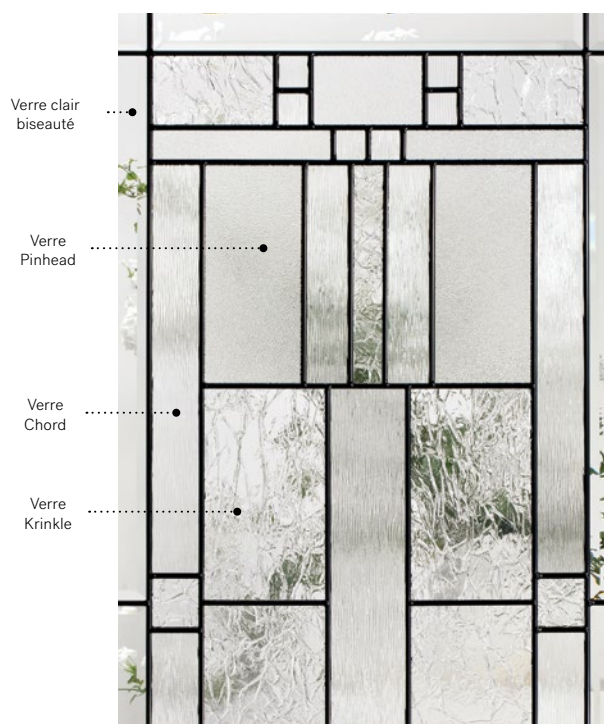 Verre clair
biseauté
Verre
Pinhead
Verre
Chord
Verre
Krinkle